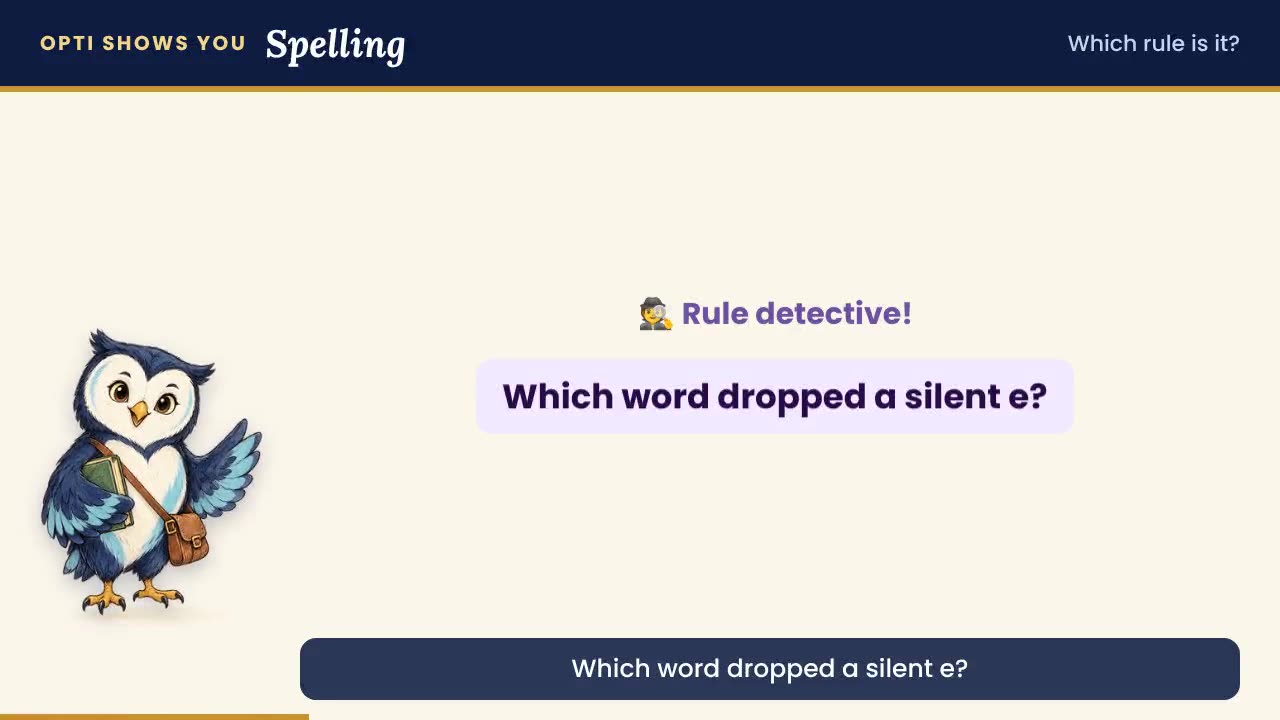 OPTI SHOWS YOU Spelling
Which rule is it?
🕵️ Rule detective!
Which word dropped a silent e?
Which word dropped a silent e?